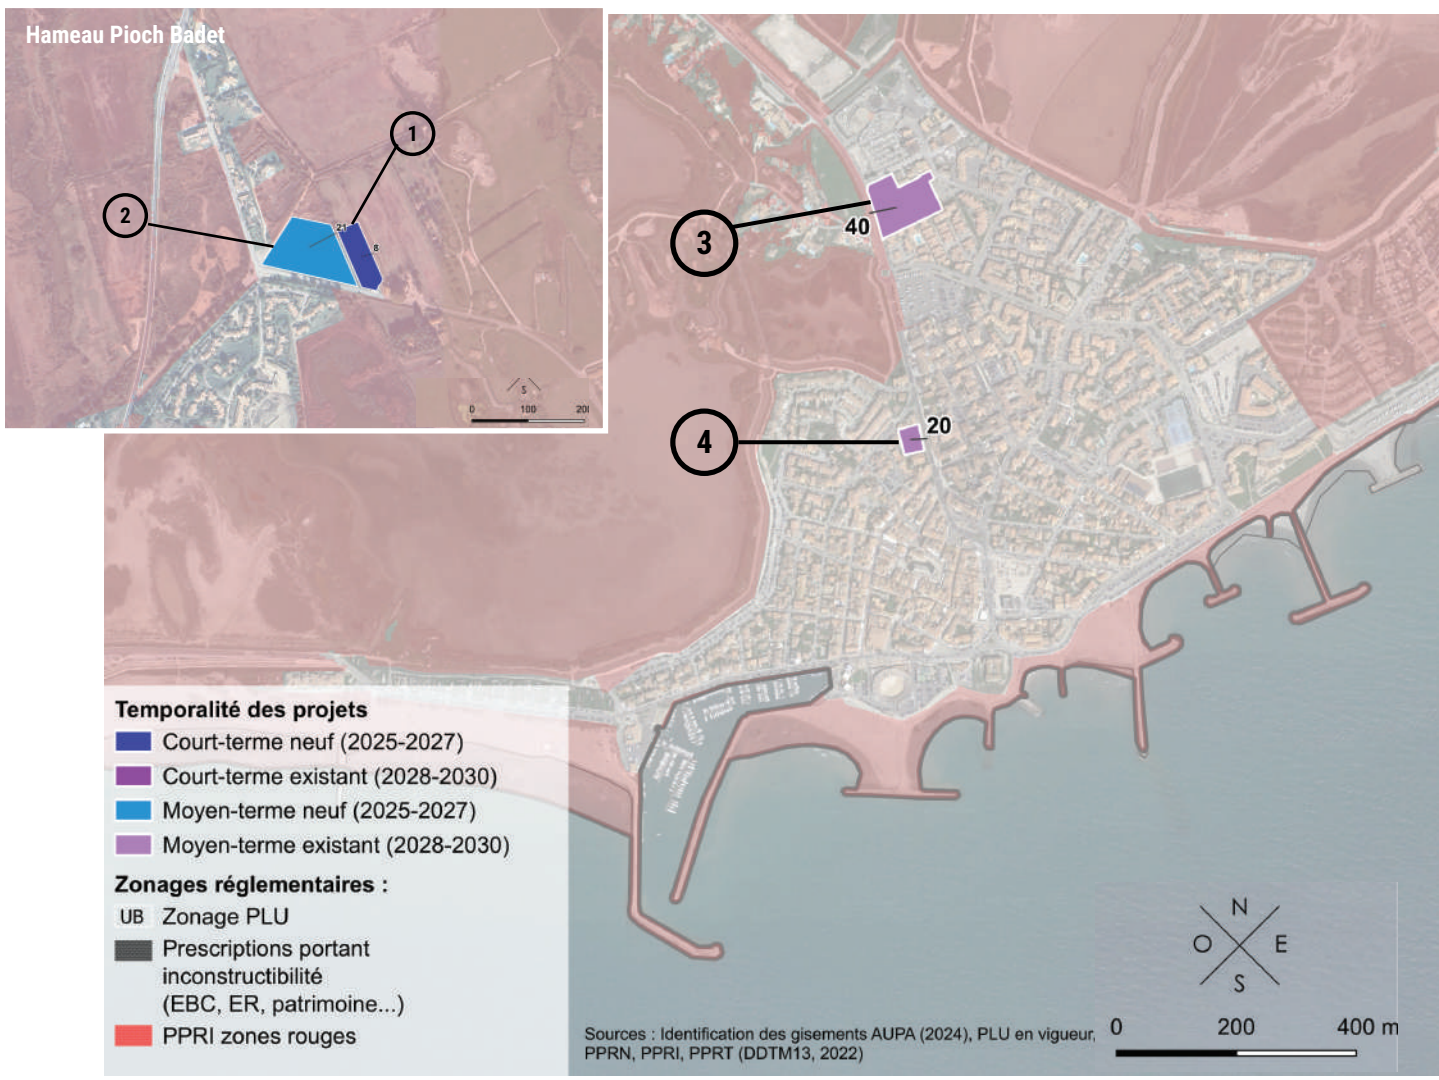 Hameau Pioch Badet
1
2
21
8
S
0 100 200
3
40
4
20
Temporalité des projets
Court-terme neuf (2025-2027)
Court-terme existant (2028-2030)
Moyen-terme neuf (2025-2027)
Moyen-terme existant (2028-2030)
Zonages réglementaires :
UB Zonage PLU
Prescriptions portant
inconstructibilité
(EBC, ER, patrimoine...)
PPRI zones rouges
Sources : Identification des gisements AUPA (2024), PLU en vigueur,
PPRN, PPRI, PPRT (DDTM13, 2022)
N
O E
S
0 200 400 m